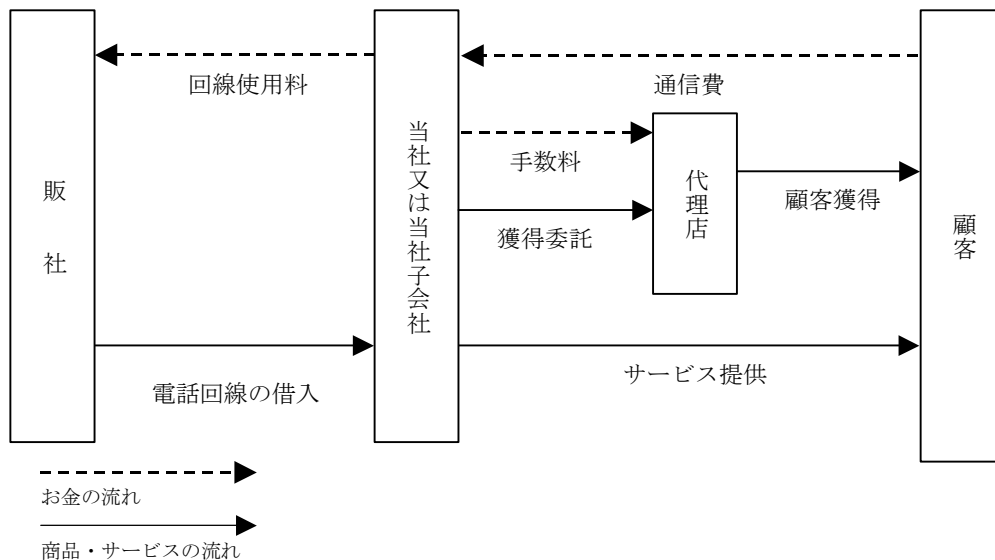 販社
回線使用料
電話回線の借入
当社又は当社子会社
通信費
手数料
獲得委託
代理店
顧客獲得
サービス提供
顧客
お金の流れ
商品・サービスの流れ